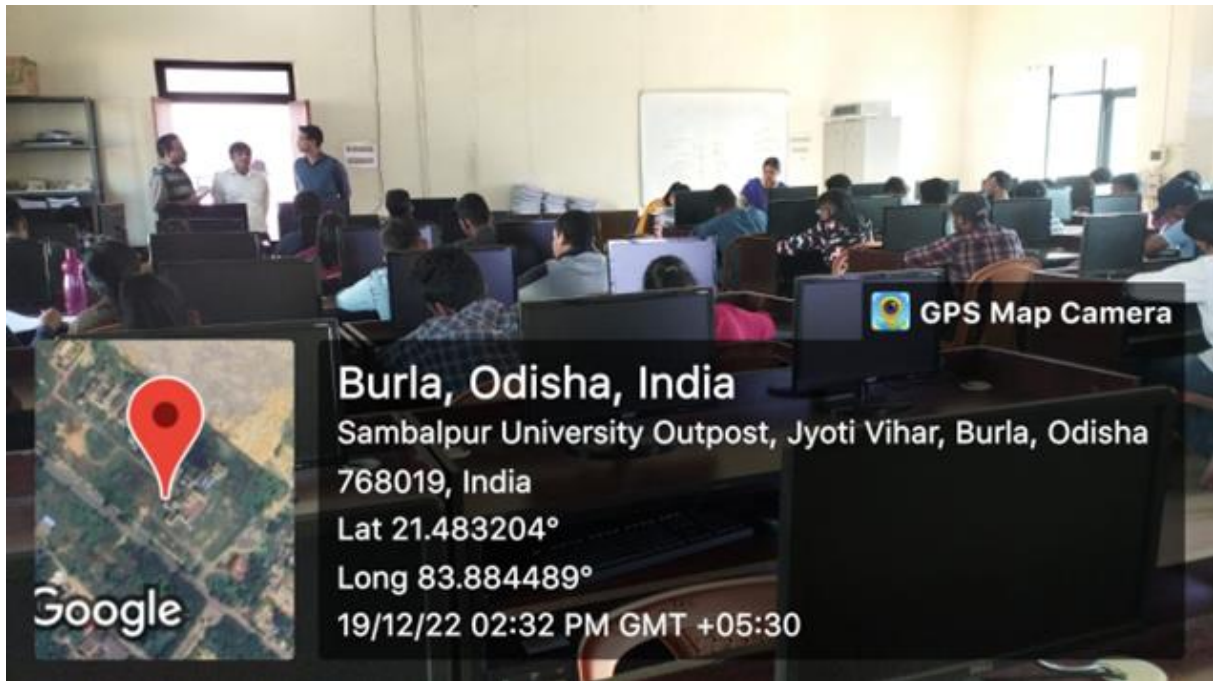 GPS Map Camera
Burla, Odisha, India
Sambalpur University Outpost, Jyoti Vihar, Burla, Odisha
768019, India
Lat 21.483204°
Long 83.884489°
19/12/22 02:32 PM GMT +05:30
Google